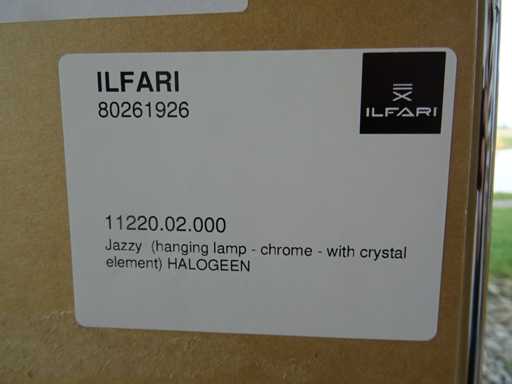 ILFARI
80261926
ILFARI
11220.02.000
Jazzy (hanging lamp - chrome - with crystal
element) HALOGEEN